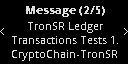 Message (2/5)
TronSR Ledger
Transactions Tests 1.
CryptoChain-TronSR